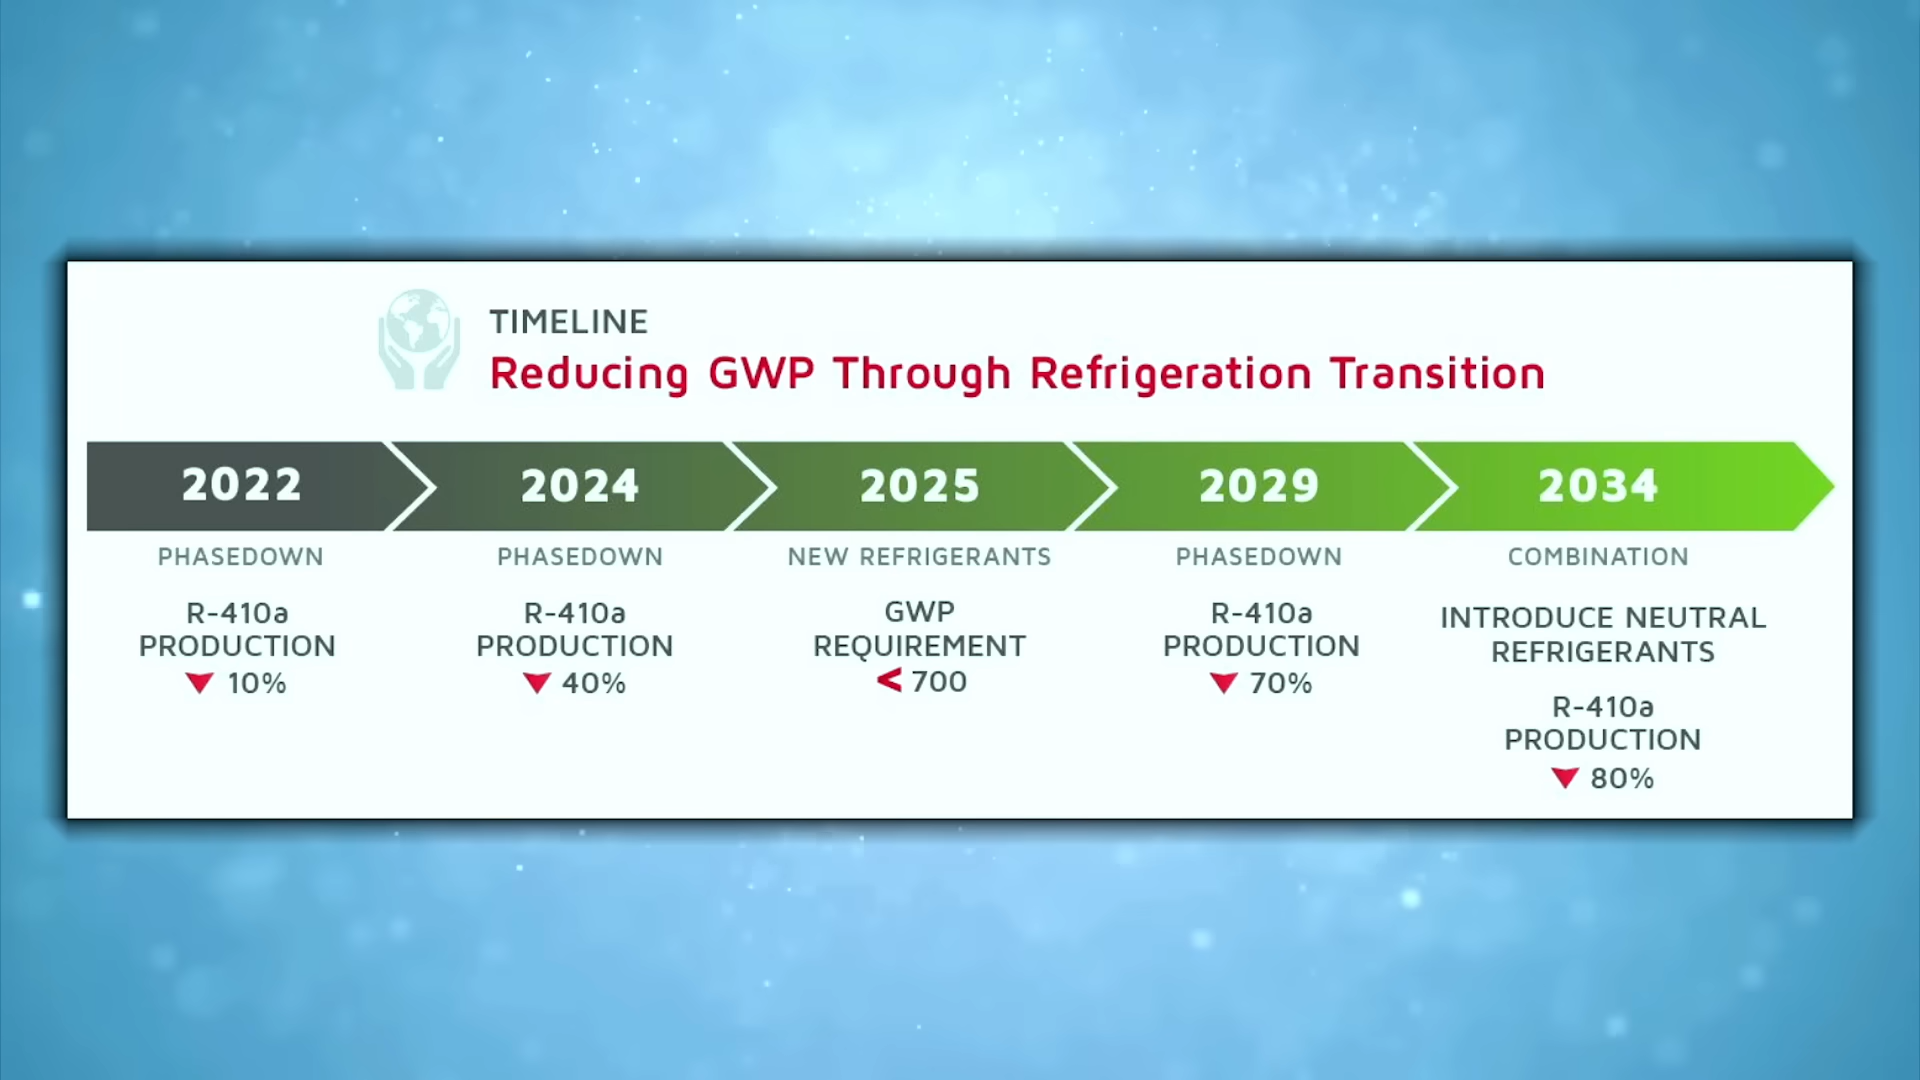 TIMELINE
Reducing GWP Through Refrigeration Transition
2022
2024
2025
2029
2034
PHASEDOWN
R-410a
PRODUCTION
▼ 10%
PHASEDOWN
R-410a
PRODUCTION
▼ 40%
NEW REFRIGERANTS
GWP
REQUIREMENT
< 700
PHASEDOWN
R-410a
PRODUCTION
▼ 70%
COMBINATION
INTRODUCE NEUTRAL
REFRIGERANTS
R-410a
PRODUCTION
▼ 80%